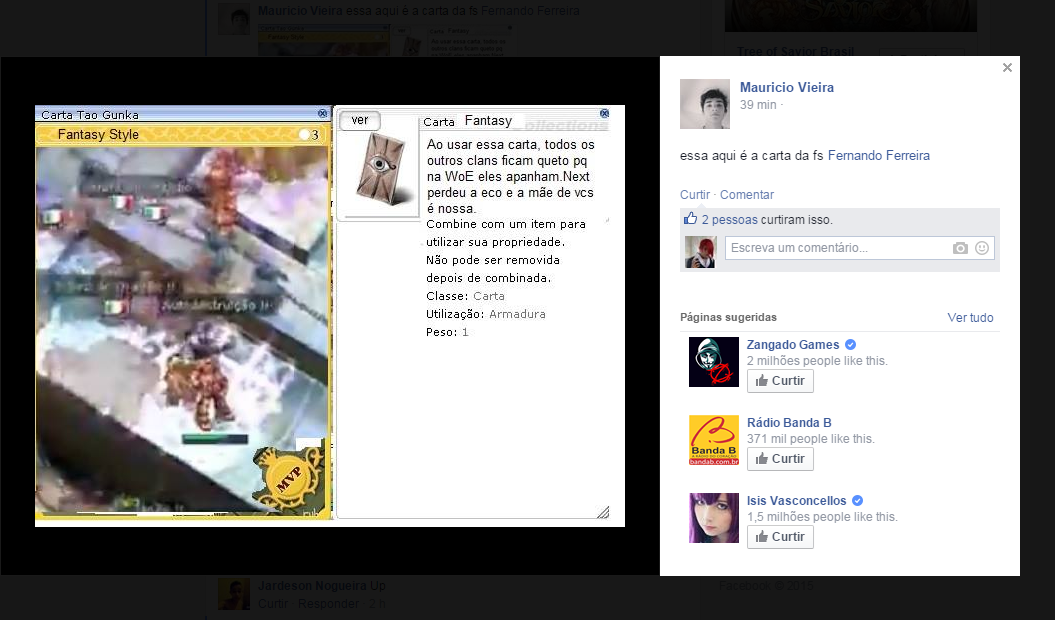 Mauricio Vieira essa aqui é a carta da fs Fernando Ferreira
Tree of Savior Brasil
Carta Tao Gunka
Fantasy Style
3
MVP
ver
Carta Fantasy
Collections
Ao usar essa carta, todos os
outros clans ficam queto pq
na WoE eles apanham.Next
perdeu a eco e a mãe de vcs
é nossa.
Combine com um item para
utilizar sua propriedade.
Não pode ser removida
depois de combinada.
Classe: Carta
Utilização: Armadura
Peso: 1
Mauricio Vieira
39 min ·
essa aqui é a carta da fs Fernando Ferreira
Curtir · Comentar
2 pessoas curtiram isso.
Escreva um comentário...
Páginas sugeridas
Ver tudo
Zangado Games
2 milhões people like this.
Curtir
Banda B
bandab.com.br
Rádio Banda B
371 mil people like this.
Curtir
Isis Vasconcellos
1,5 milhões people like this.
Curtir
Jardeson Nogueira Up
Curtir · Responder · 2 h
Facebook © 2015